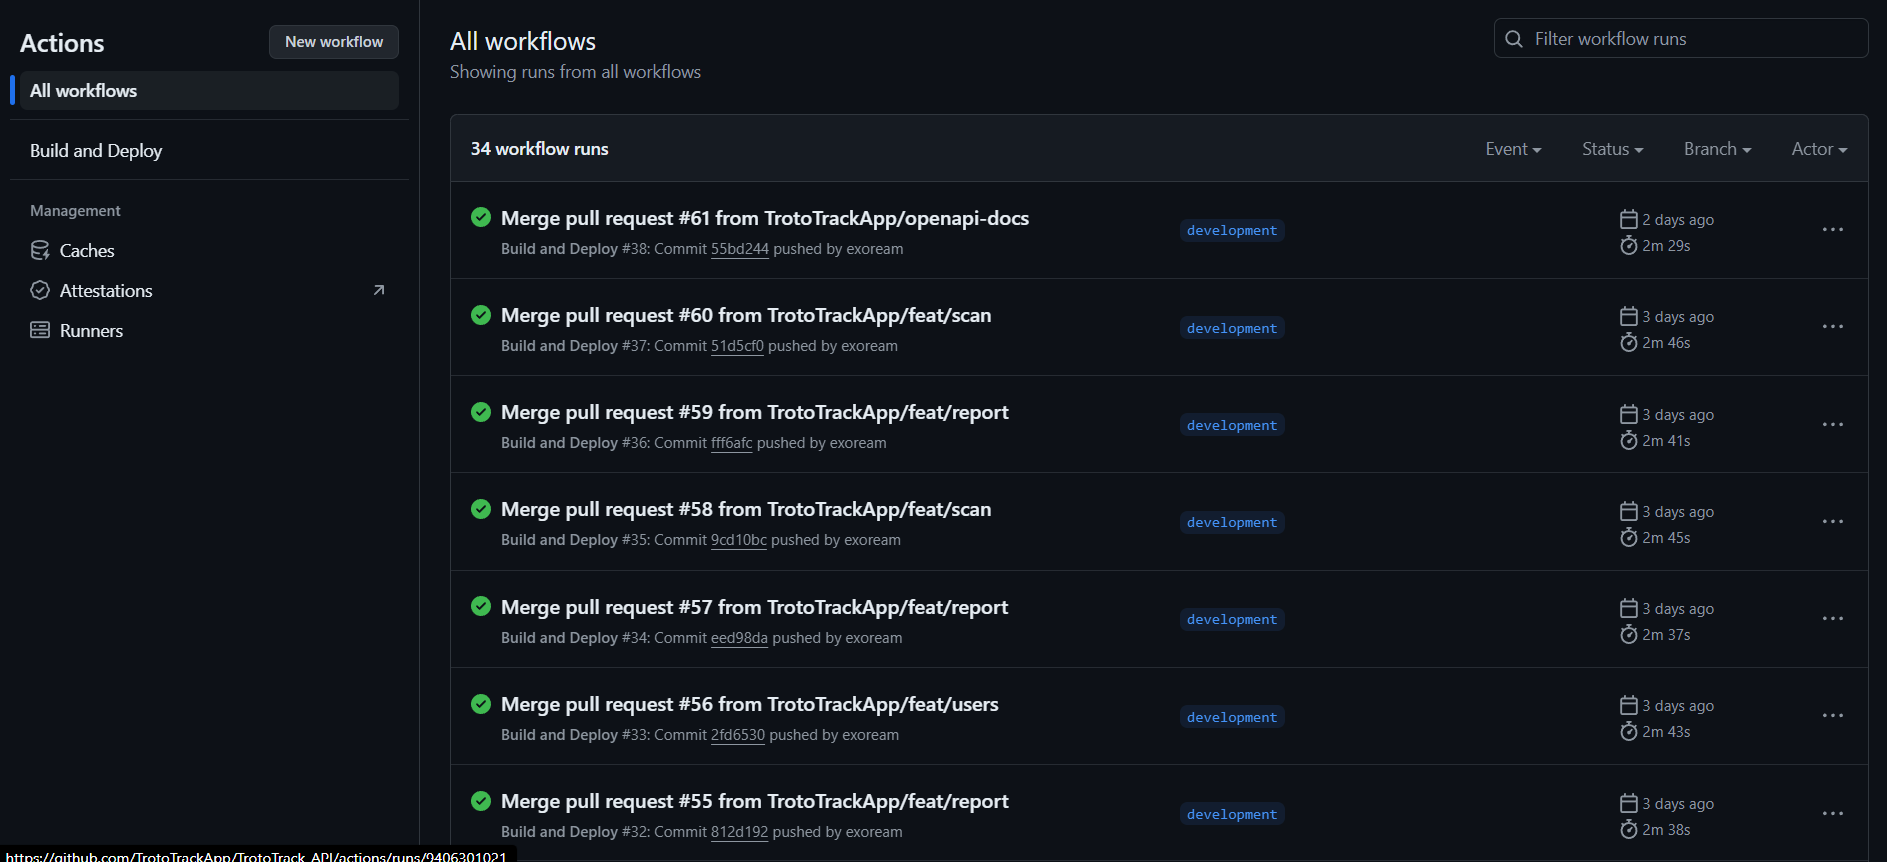 Actions
New workflow
All workflows
Build and Deploy
Management
Caches
Attestations
Runners
All workflows
Showing runs from all workflows
Filter workflow runs
34 workflow runs
Event Status Branch Actor
Merge pull request #61 from TrotoTrackApp/openapi-docs
Build and Deploy #38: Commit 55bd244 pushed by exoream
development
2 days ago
2m 29s
Merge pull request #60 from TrotoTrackApp/feat/scan
Build and Deploy #37: Commit 51d5cf0 pushed by exoream
development
3 days ago
2m 46s
Merge pull request #59 from TrotoTrackApp/feat/report
Build and Deploy #36: Commit fff6afc pushed by exoream
development
3 days ago
2m 41s
Merge pull request #58 from TrotoTrackApp/feat/scan
Build and Deploy #35: Commit 9cd10bc pushed by exoream
development
3 days ago
2m 45s
Merge pull request #57 from TrotoTrackApp/feat/report
Build and Deploy #34: Commit eed98da pushed by exoream
development
3 days ago
2m 37s
Merge pull request #56 from TrotoTrackApp/feat/users
Build and Deploy #33: Commit 2fd6530 pushed by exoream
development
3 days ago
2m 43s
Merge pull request #55 from TrotoTrackApp/feat/report
Build and Deploy #32: Commit 812d192 pushed by exoream
development
3 days ago
2m 38s
https://github.com/TrotoTrackApp/TrotoTrack_API/actions/runs/9406301021